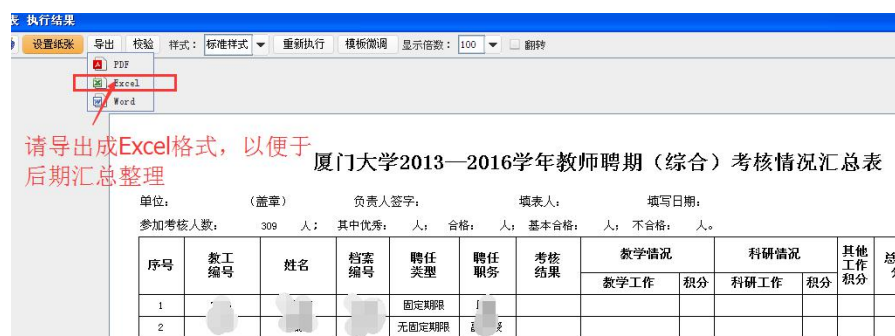 表 执行结果
设置纸张 导出 校验 样式: 标准样式 重新执行 模板微调 显示倍数: 100 翻转
PDF
Excel
Word
请导出成Excel格式，以便于
后期汇总整理
厦门大学2013—2016学年教师聘期（综合）考核情况汇总表
单位: （盖章） 负责人签字: 填表人: 填写日期:
参加考核人数: 309 人; 其中优秀: 人; 合格: 人; 基本合格: 人; 不合格: 人。
序号 教工编号 姓名 档案编号 聘任类型 聘任职务 考核结果 教学情况 科研情况 其他工作积分
教学工作 积分 科研工作 积分
1 固定期限
2 无固定期限